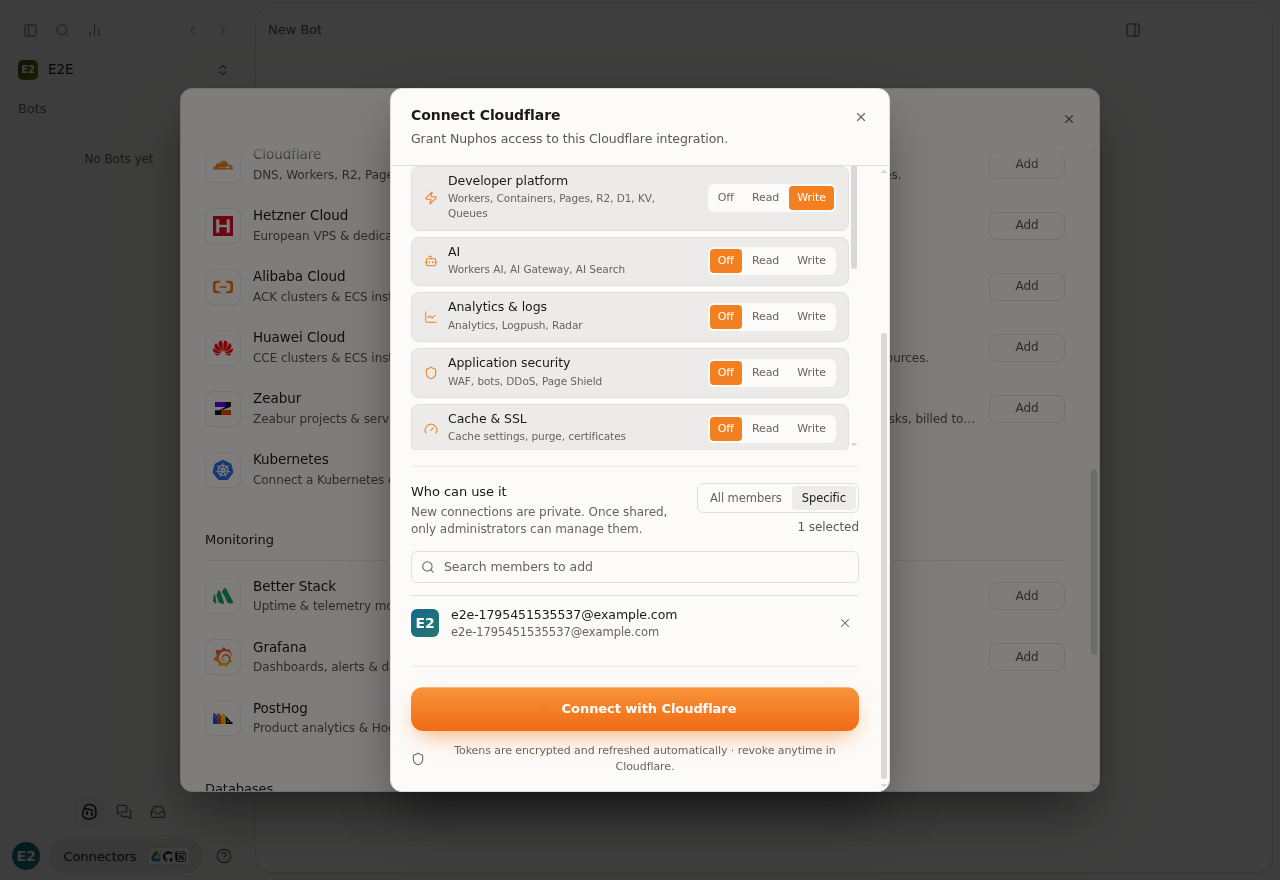 New Bot
E2 E2E
Bots
No Bots yet
Connect Cloudflare
Grant Nuphos access to this Cloudflare integration.
Cloudflare
DNS, Workers, R2, Page
es.
Add
Hetzner Cloud
European VPS & dedica
Add
Alibaba Cloud
ACK clusters & ECS inst
Add
Huawei Cloud
CCE clusters & ECS inst
ources.
Add
Zeabur
Zeabur projects & serv
sks, billed to…
Add
Kubernetes
Connect a Kubernetes c
Monitoring
Better Stack
Uptime & telemetry mo
Add
Grafana
Dashboards, alerts & d
Add
PostHog
Product analytics & Hog
Databases
Developer platform
Workers, Containers, Pages, R2, D1, KV,
Queues
Off Read Write
AI
Workers AI, AI Gateway, AI Search
Off Read Write
Analytics & logs
Analytics, Logpush, Radar
Off Read Write
Application security
WAF, bots, DDoS, Page Shield
Off Read Write
Cache & SSL
Cache settings, purge, certificates
Off Read Write
Who can use it
New connections are private. Once shared,
only administrators can manage them.
All members Specific
1 selected
Search members to add
E2
e2e-1795451535537@example.com
e2e-1795451535537@example.com
Connect with Cloudflare
Tokens are encrypted and refreshed automatically · revoke anytime in
Cloudflare.
E2 Connectors